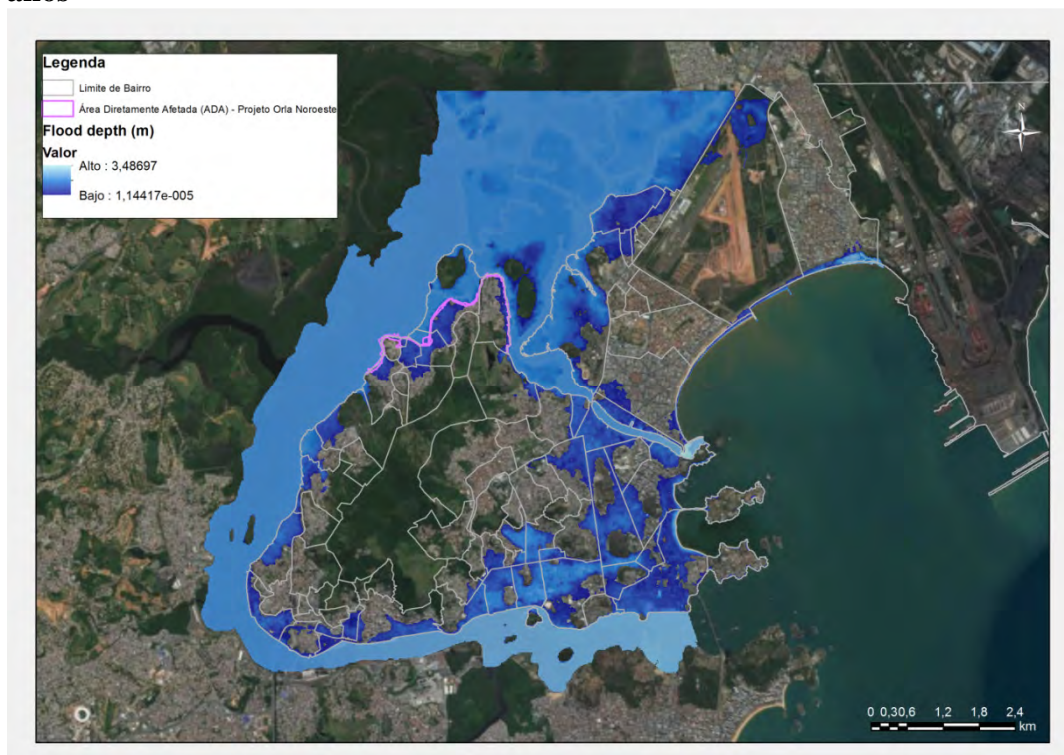 años
Legenda
Limite de Bairro
Área Diretamente Afetada (ADA) - Projeto Orla Noroeste
Flood depth (m)
Valor
Alto : 3,48697
Bajo : 1,14417e-005
N
0 0,30,6 1,2 1,8 2,4
km